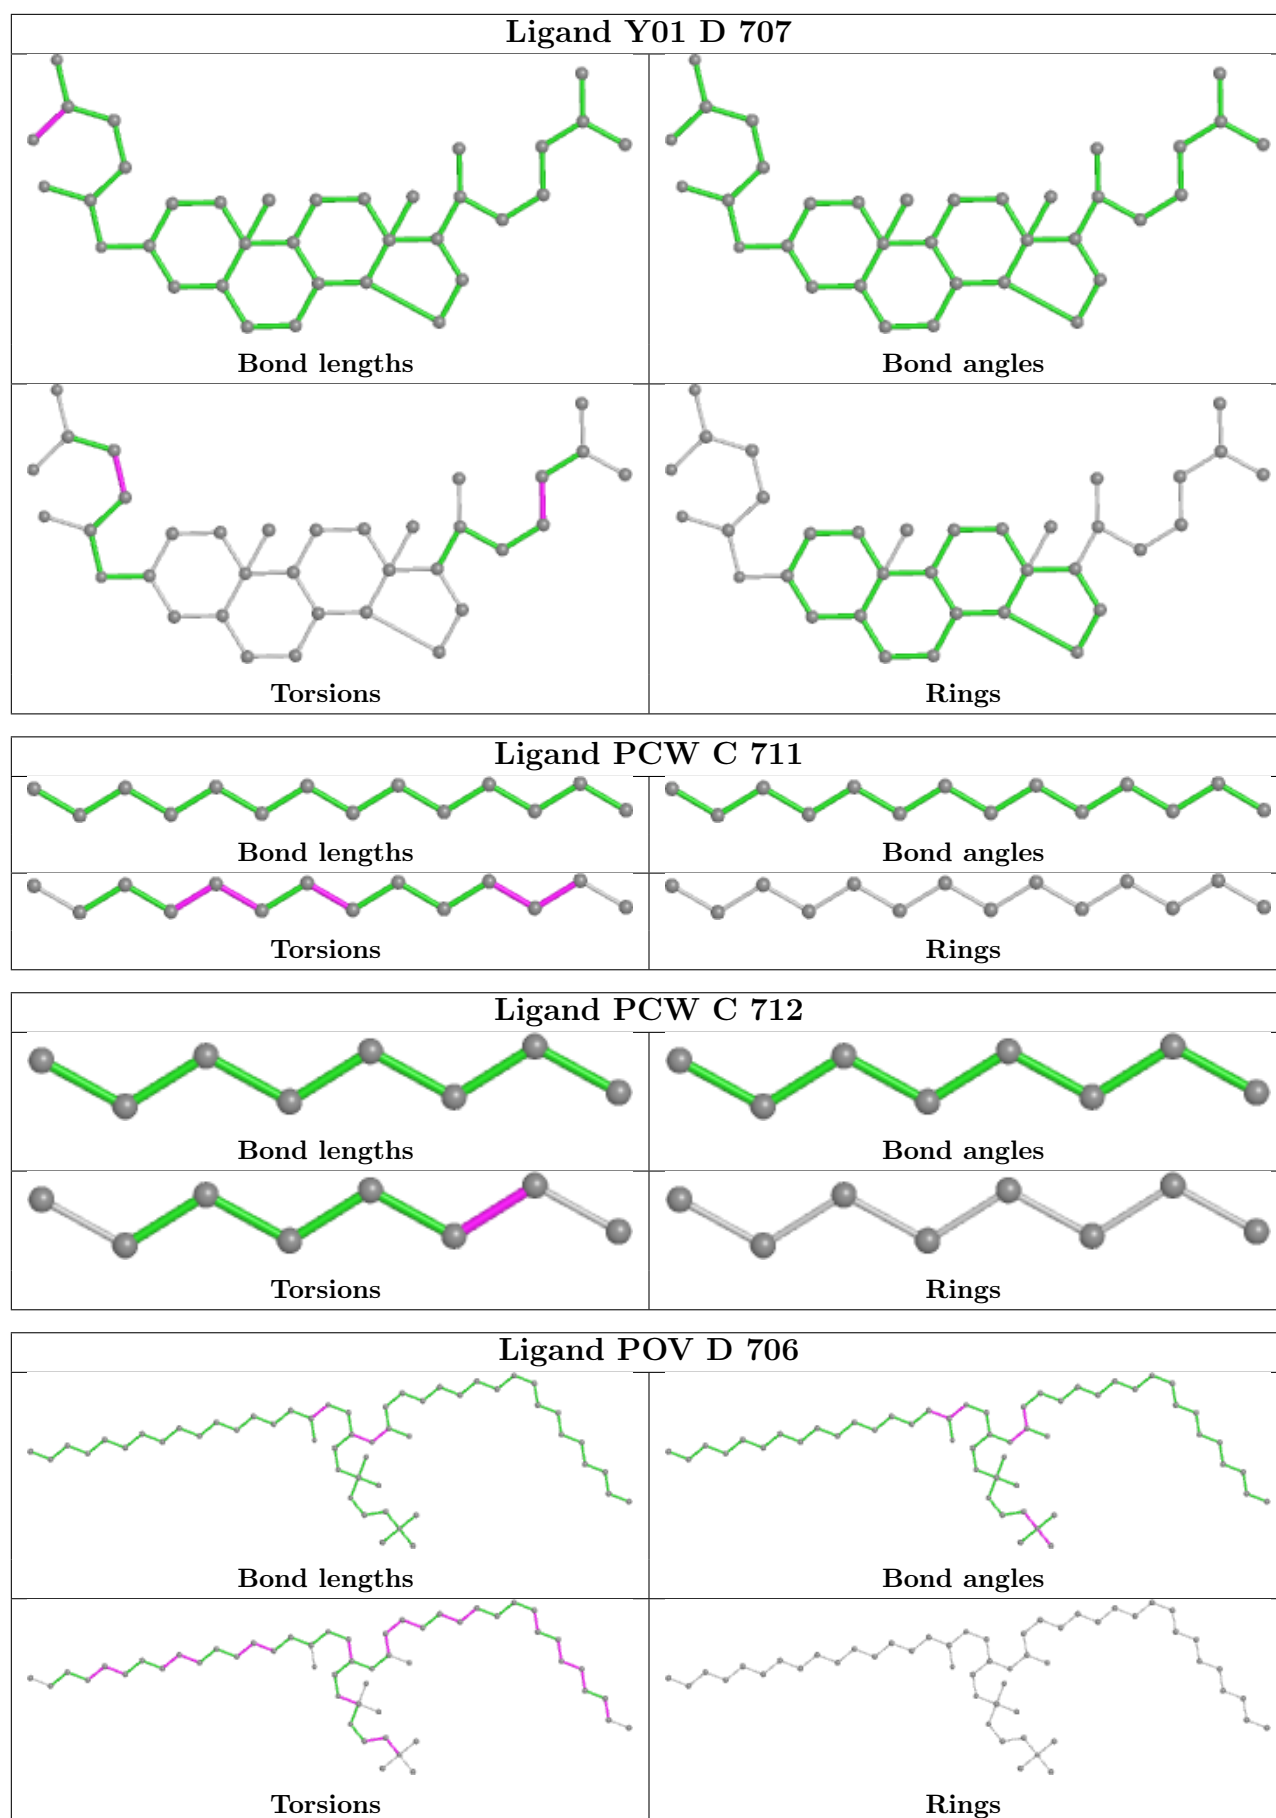 Ligand Y01 D 707
Bond lengths
Bond angles
Torsions
Rings
Ligand PCW C 711
Bond lengths
Bond angles
Torsions
Rings
Ligand PCW C 712
Bond lengths
Bond angles
Torsions
Rings
Ligand POV D 706
Bond lengths
Bond angles
Torsions
Rings